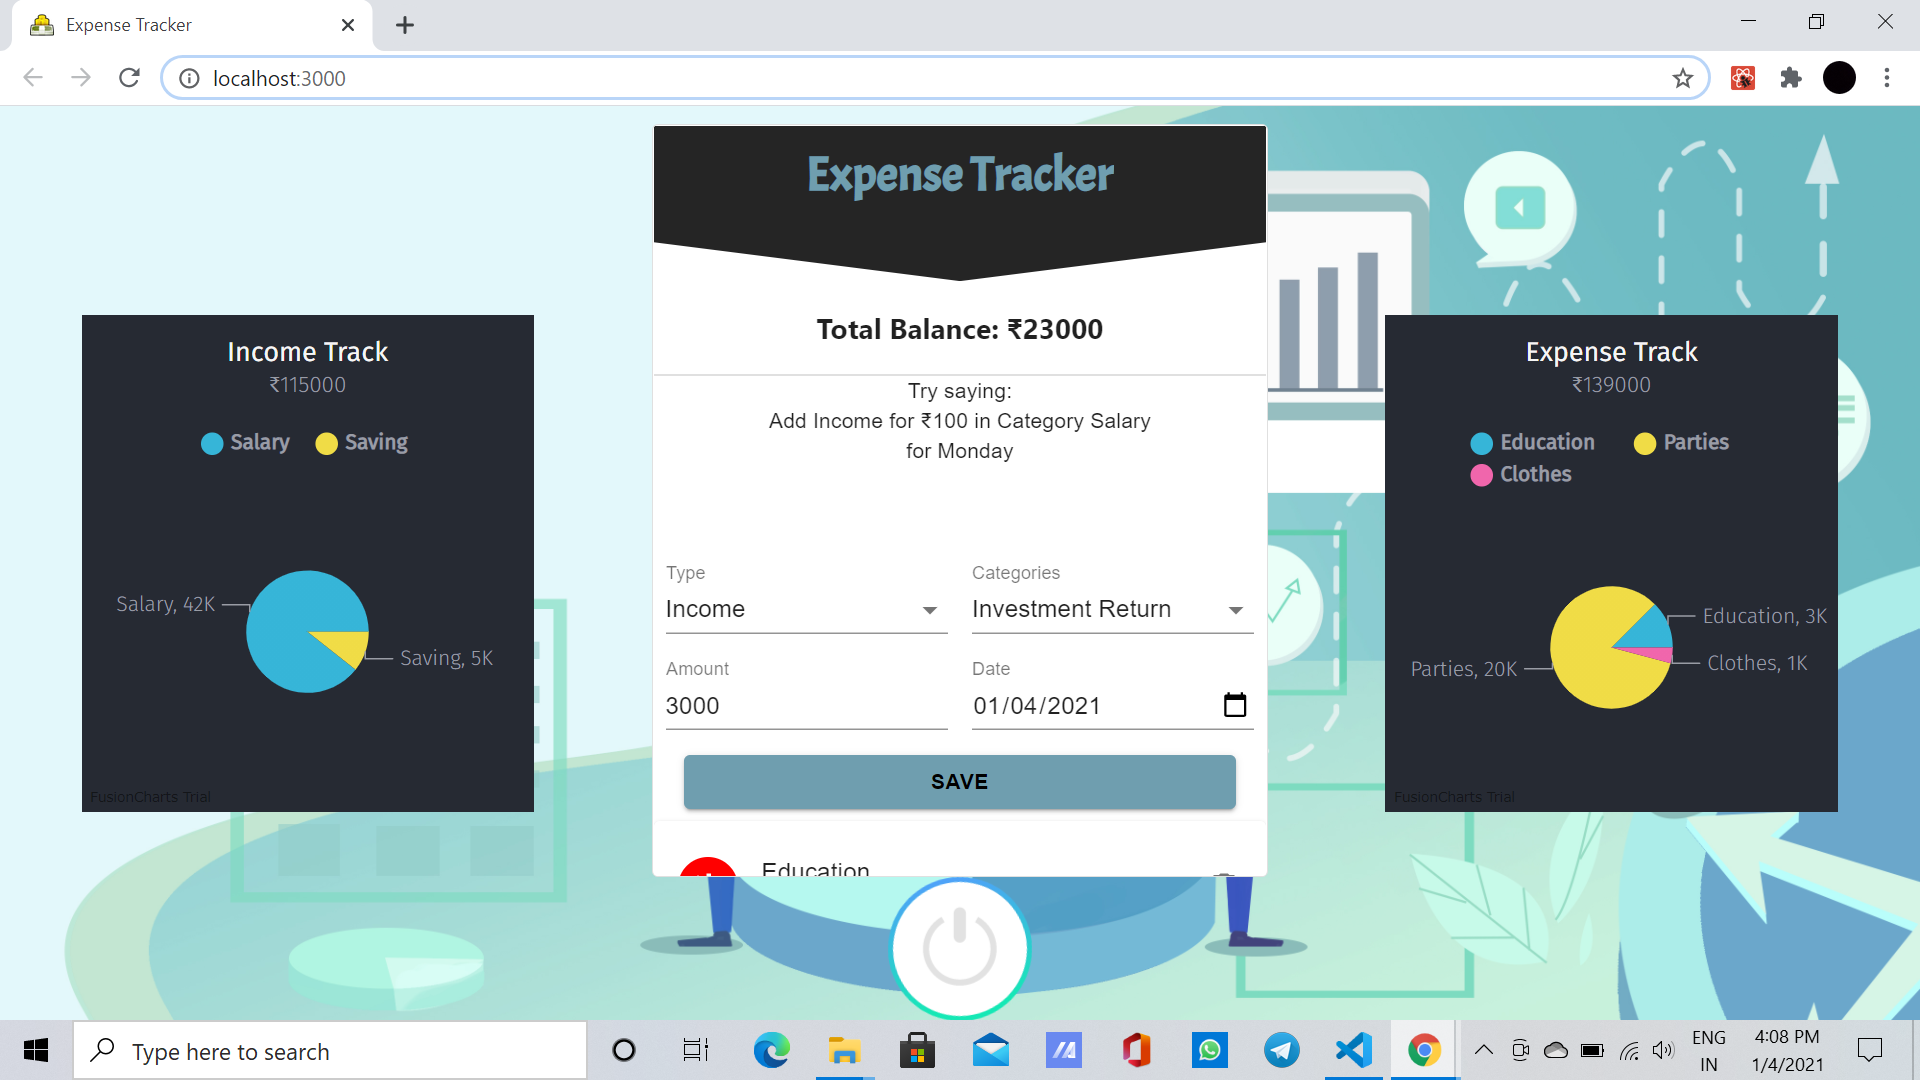 Expense Tracker
localhost:3000
Expense Tracker
Total Balance: ₹23000
Try saying:
Add Income for ₹100 in Category Salary
for Monday
Income Track
₹115000
Salary
Saving
Salary, 42K
Saving, 5K
FusionCharts Trial
Type
Income
Categories
Investment Return
Amount
3000
Date
01/04/2021
SAVE
Education
Expense Track
₹139000
Education
Parties
Clothes
Education, 3K
Parties, 20K
Clothes, 1K
FusionCharts Trial
Type here to search
ENG
IN
4:08 PM
1/4/2021